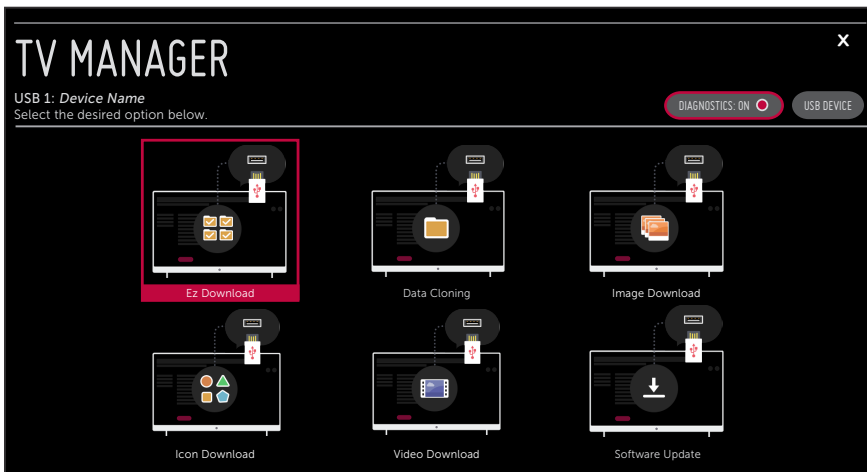 X
TV MANAGER
USB 1: Device Name
Select the desired option below.
DIAGNOSTICS: ON
USB DEVICE
Ez Download
Data Cloning
Image Download
Icon Download
Video Download
Software Update